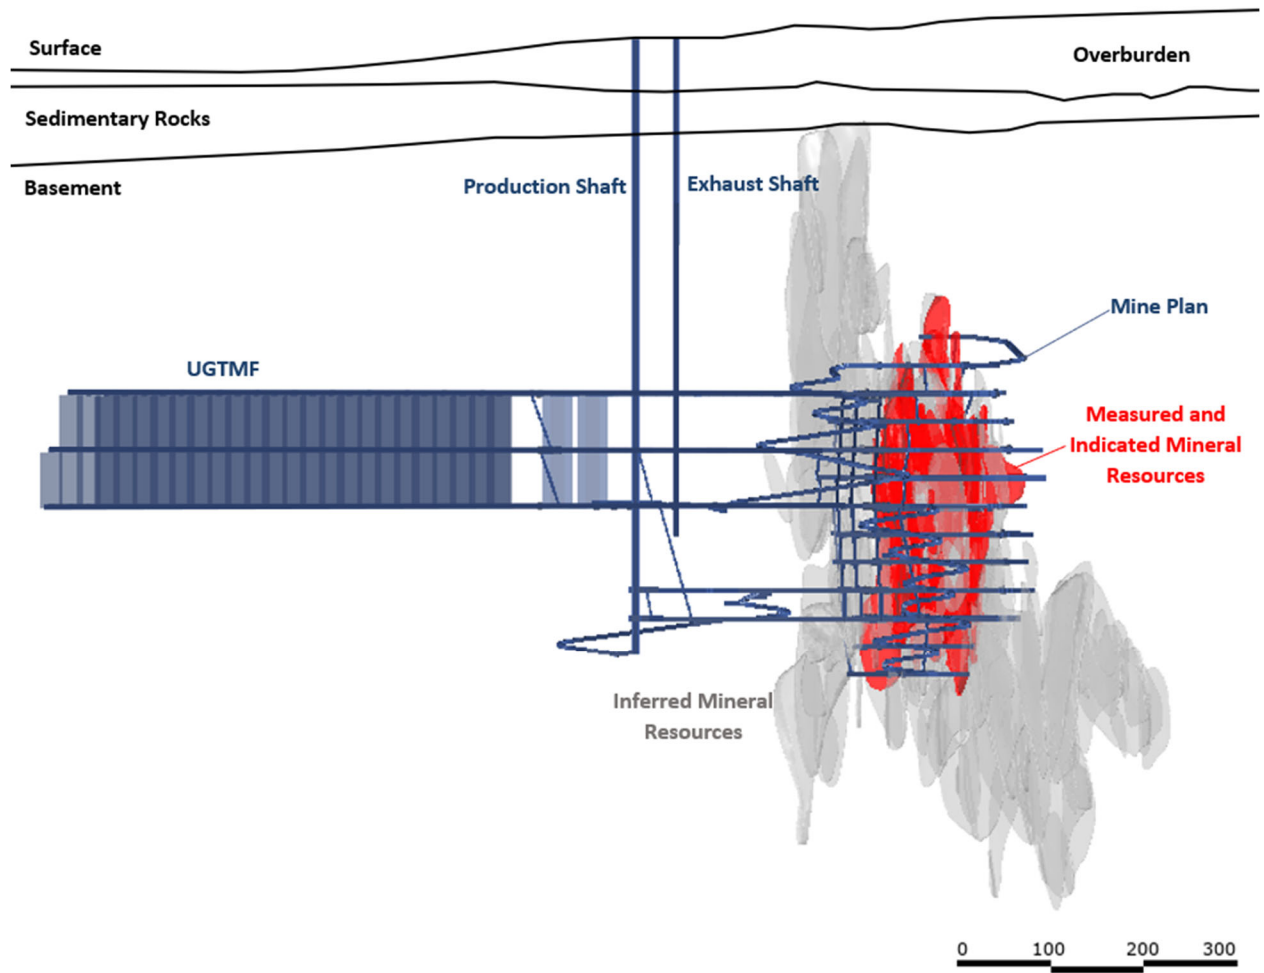 Surface
Overburden
Sedimentary Rocks
Basement
Production Shaft
Exhaust Shaft
Mine Plan
UGTMF
Measured and
Indicated Mineral
Resources
Inferred Mineral
Resources
0 100 200 300